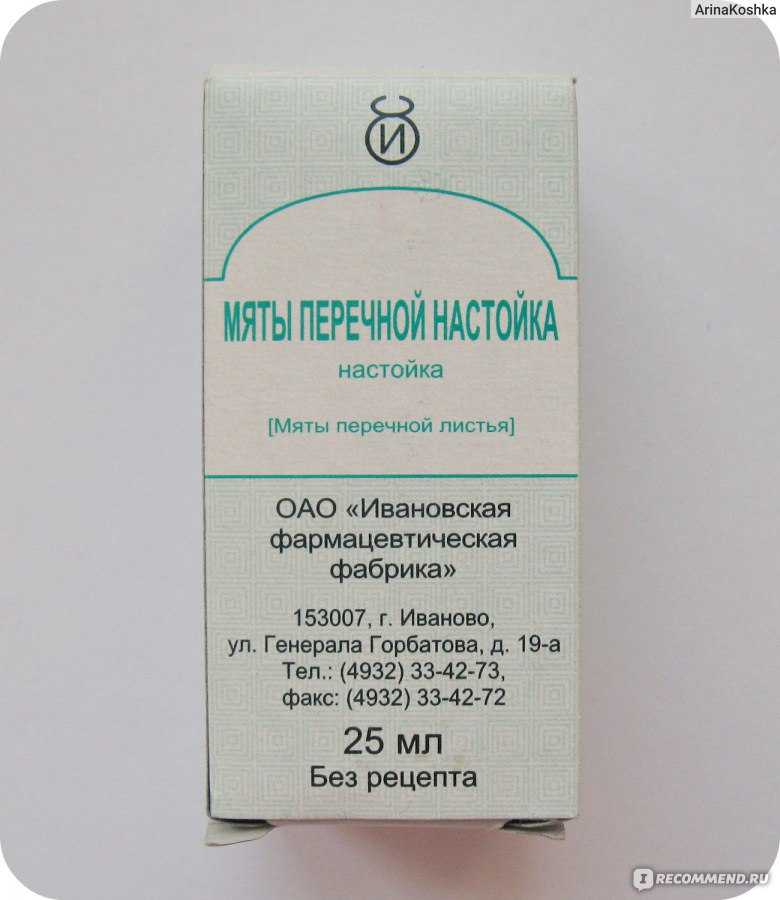 ArinaKoshka
И
МЯТЫ ПЕРЕЧНОЙ НАСТОЙКА
настойка
[Мяты перечной листья]
ОАО «Ивановская
фармацевтическая
фабрика»
153007, г. Иваново,
ул. Генерала Горбатова, д. 19-а
Тел.: (4932) 33-42-73,
факс: (4932) 33-42-72
25 мл
Без рецепта
IRECOMMEND.RU